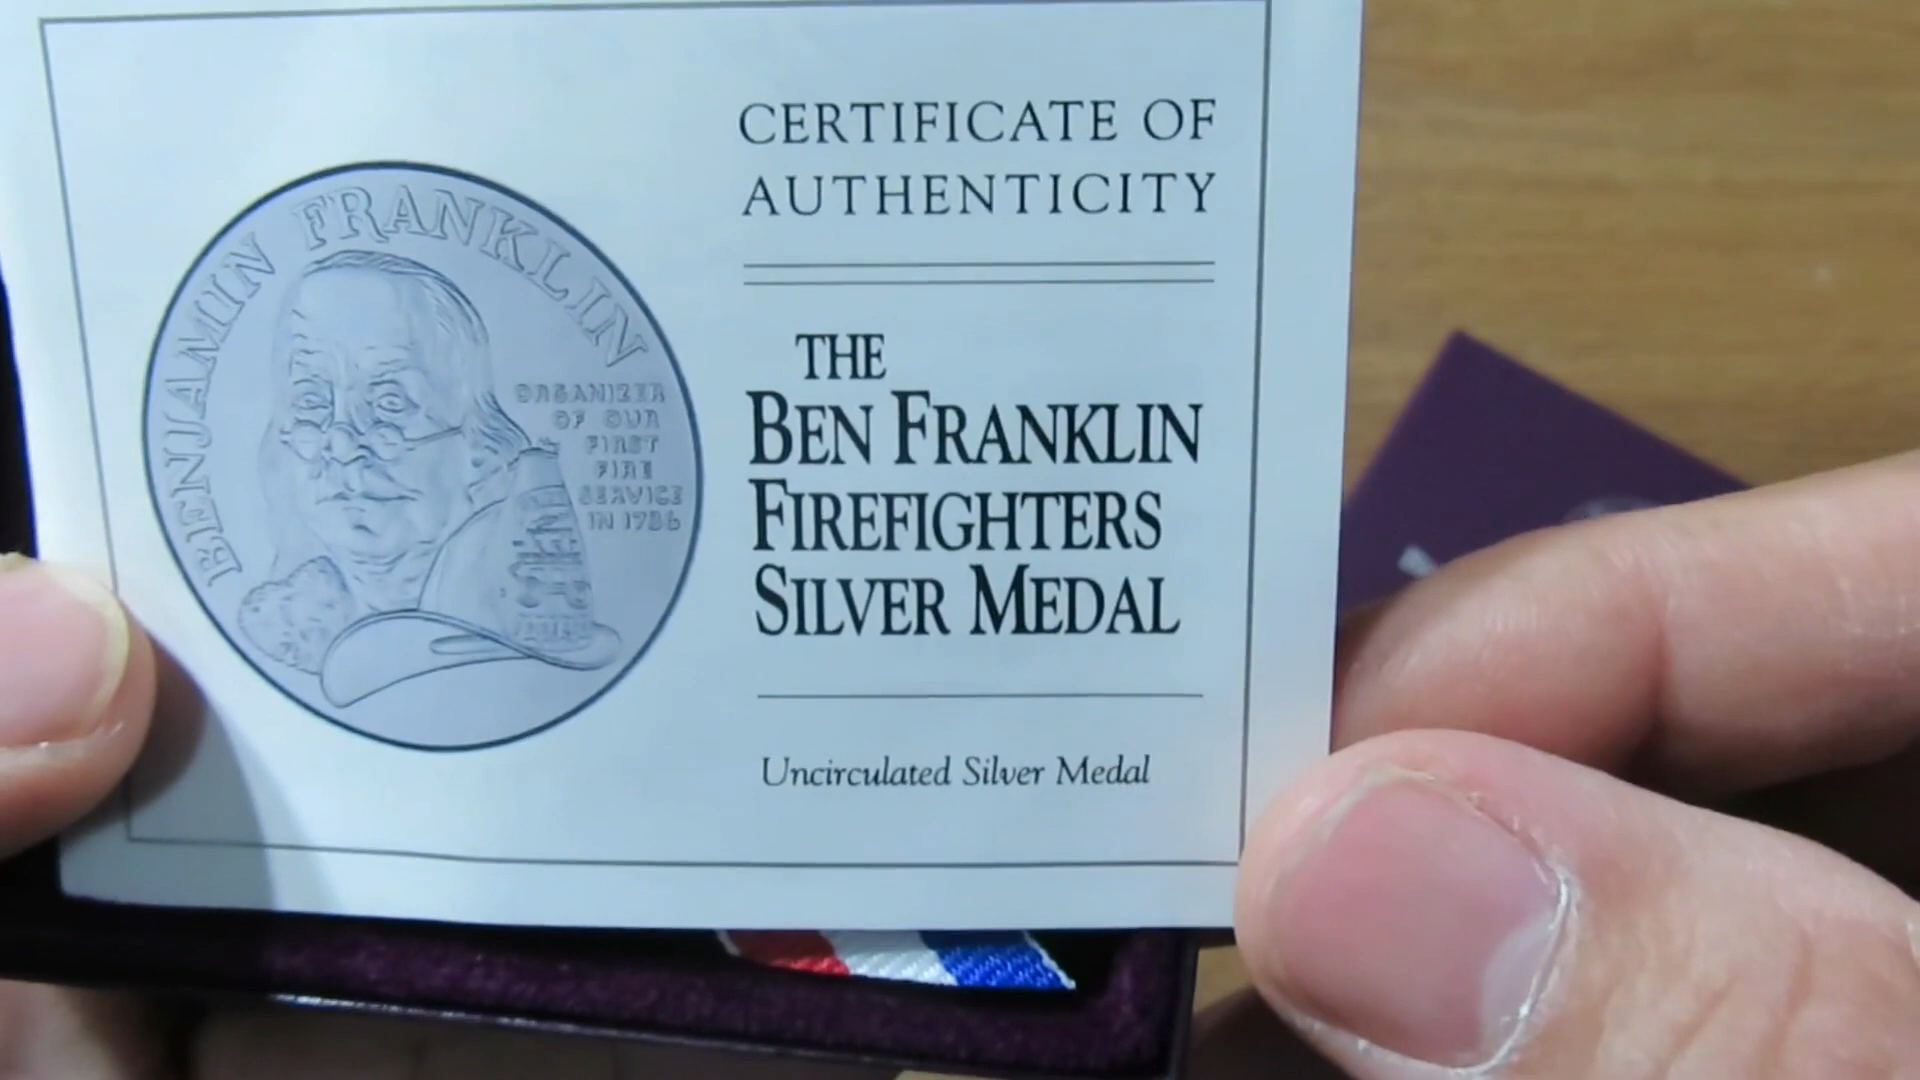 BENJAMIN FRANKLIN
ORGANIZER
OF OUR
FIRST
FIRE
SERVICE
IN 1736
CERTIFICATE OF
AUTHENTICITY
THE
BEN FRANKLIN
FIREFIGHTERS
SILVER MEDAL
Uncirculated Silver Medal